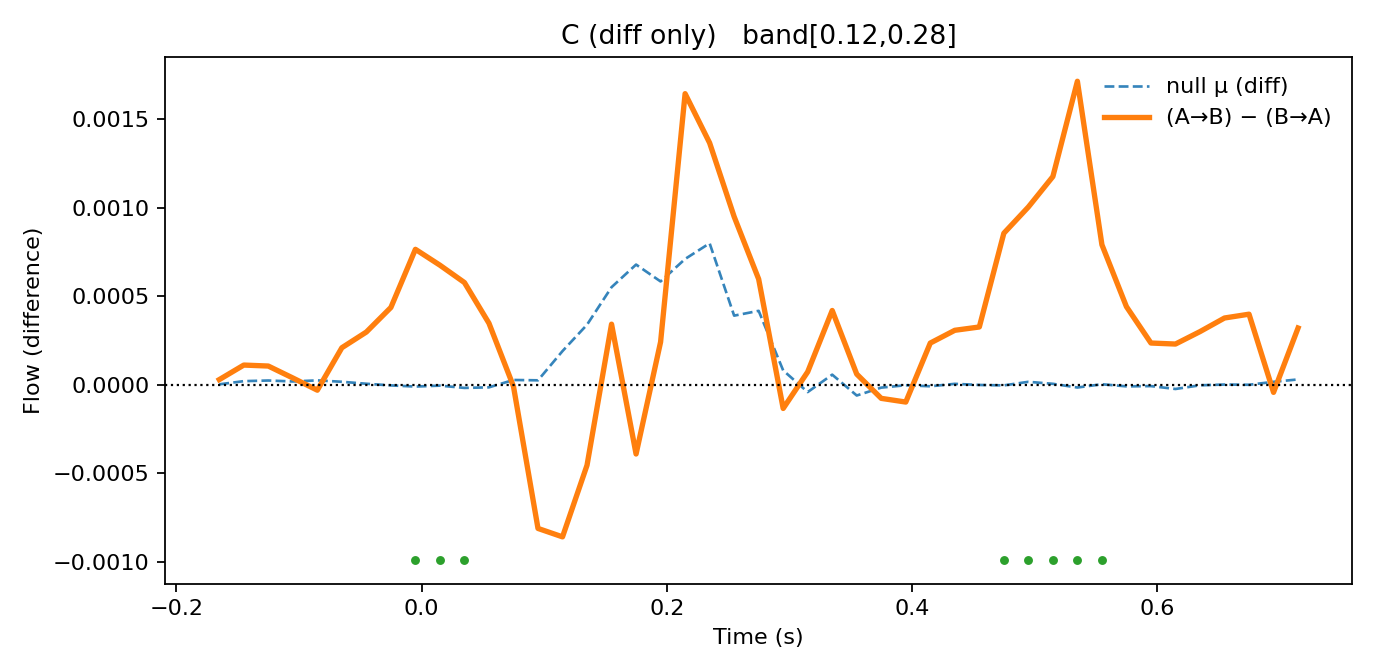 C (diff only)   band[0.12,0.28]
null μ (diff)
(A→B) − (B→A)
Flow (difference)
0.0015
0.0010
0.0005
0.0000
−0.0005
−0.0010
−0.2
0.0
0.2
0.4
0.6
Time (s)